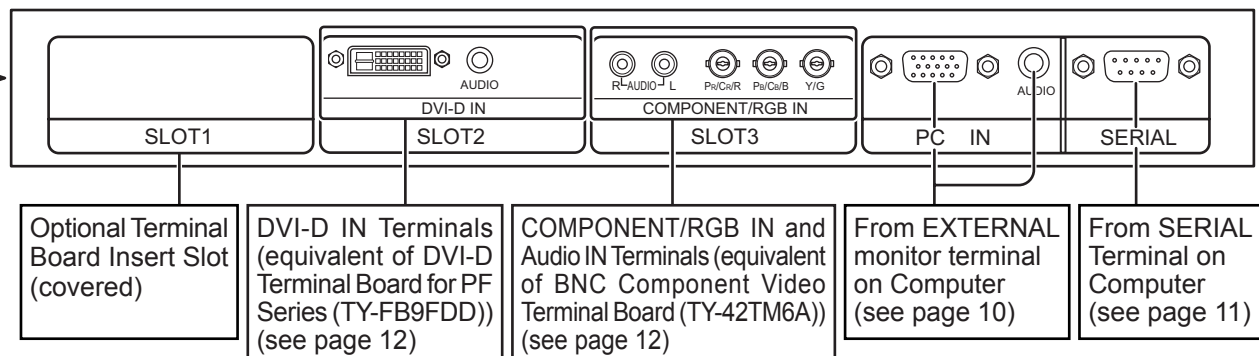 AUDIO
R AUDIO L
PR/CR/R PB/CB/B Y/G
AUDIO
DVI-D IN
COMPONENT/RGB IN
SLOT1
SLOT2
SLOT3
PC IN
SERIAL
Optional Terminal
Board Insert Slot
(covered)
DVI-D IN Terminals
(equivalent of DVI-D
Terminal Board for PF
Series (TY-FB9FDD))
(see page 12)
COMPONENT/RGB IN and
Audio IN Terminals (equivalent
of BNC Component Video
Terminal Board (TY-42TM6A))
(see page 12)
From EXTERNAL
monitor terminal
on Computer
(see page 10)
From SERIAL
Terminal on
Computer
(see page 11)